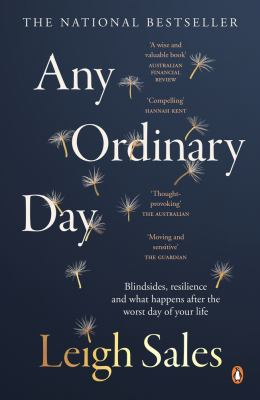 THE NATIONAL BESTSELLER
'A wise and
valuable book'
AUSTRALIAN
FINANCIAL
REVIEW
Any
'Compelling'
HANNAH KENT
Ordinary
'Thought-
provoking'
THE AUSTRALIAN
Day
'Moving and
sensitive'
THE GUARDIAN
Blindsides, resilience
and what happens after the
worst day of your life
Leigh Sales